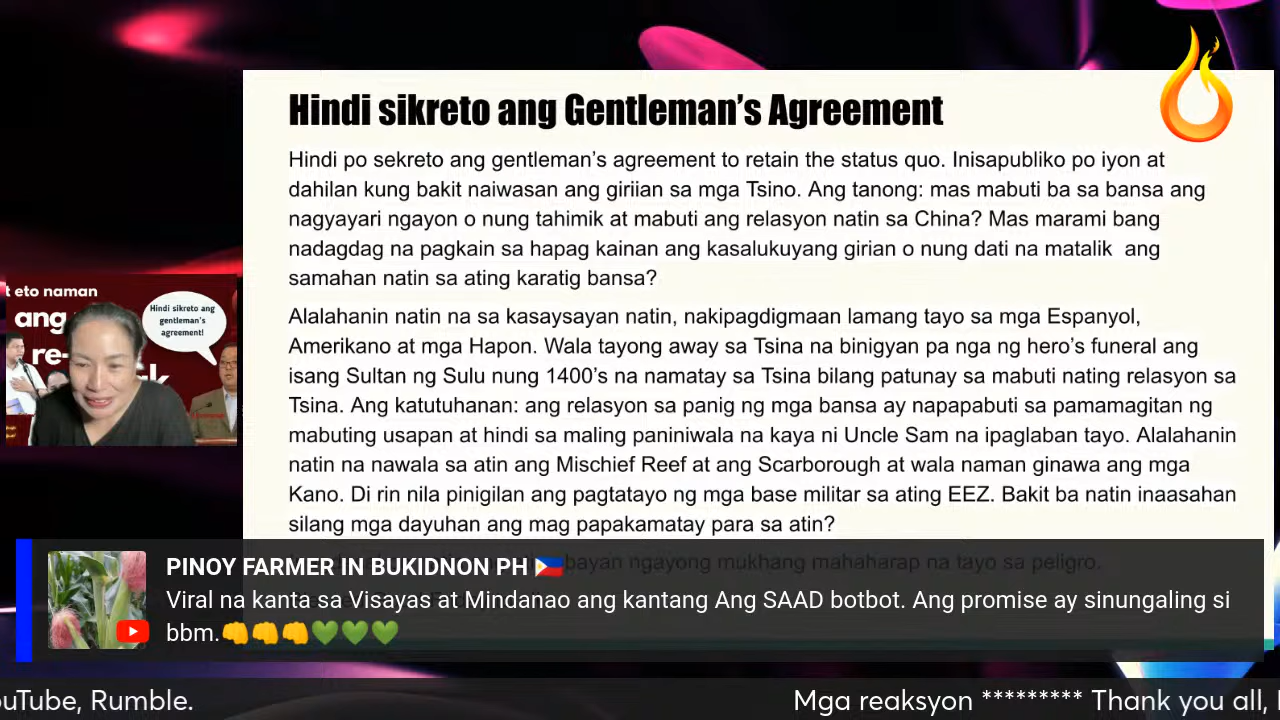 Hindi sikreto ang Gentleman's Agreement
Hindi po sekreto ang gentleman's agreement to retain the status quo. Inisapubliko po iyon at
dahilan kung bakit naiwasan ang giriian sa mga Tsino. Ang tanong: mas mabuti ba sa bansa ang
nagyayari ngayon o nung tahimik at mabuti ang relasyon natin sa China? Mas marami bang
nadagdag na pagkain sa hapag kainan ang kasalukuyang girian o nung dati na matalik ang
samahan natin sa ating karatig bansa?
Alalahanin natin na sa kasaysayan natin, nakipagdigmaan lamang tayo sa mga Espanyol,
Amerikano at mga Hapon. Wala tayong away sa Tsina na binigyan pa nga ng hero's funeral ang
isang Sultan ng Sulu nung 1400's na namatay sa Tsina bilang patunay sa mabuti nating relasyon sa
Tsina. Ang katutuhanan: ang relasyon sa panig ng mga bansa ay napapabuti sa pamamagitan ng
mabuting usapan at hindi sa maling paniniwala na kaya ni Uncle Sam na ipaglaban tayo. Alalahanin
natin na nawala sa atin ang Mischief Reef at ang Scarborough at wala naman ginawa ang mga
Kano. Di rin nila pinigilan ang pagtatayo ng mga base militar sa ating EEZ. Bakit ba natin inaasahan
silang mga dayuhan ang mag papakamatay para sa atin?
bayan ngayong mukhang mahaharap na tayo sa peligro.
t eto naman
ang
re-
k
Hindi sikreto ang
gentleman's
agreement!
PINOY FARMER IN BUKIDNON PH 🇵🇭
Viral na kanta sa Visayas at Mindanao ang kantang Ang SAAD botbot. Ang promise ay sinungaling si
bbm.👊👊👊💚💚💚
ouTube, Rumble.
Mga reaksyon ********* Thank you all,